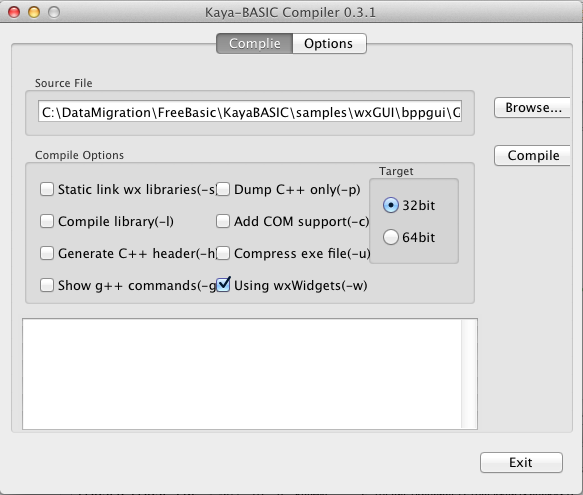 Kaya-BASIC Compiler 0.3.1
Complie Options
Source File
C:\DataMigration\FreeBasic\KayaBASIC\samples\wxGUI\bppgui\G
Browse...
Compile
Compile Options
Target
Static link wx libraries(-s Dump C++ only(-p)
32bit
Compile library(-l) Add COM support(-c)
64bit
Generate C++ header(-h Compress exe file(-u)
Show g++ commands(-g Using wxWidgets(-w)
Exit